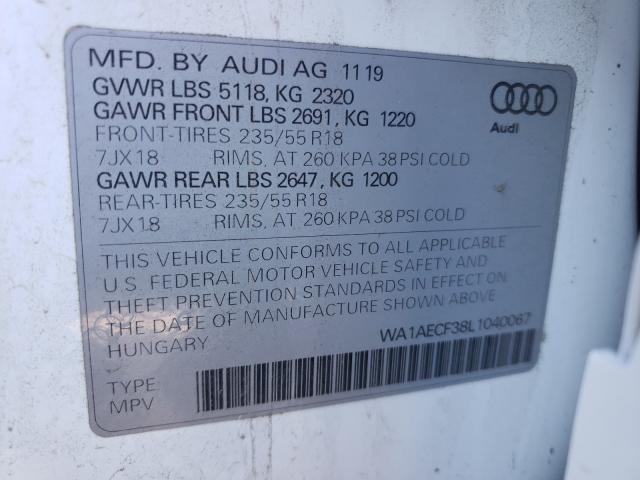 MFD. BY AUDI AG 11 19
GVWR LBS 5118, KG 2320
GAWR FRONT LBS 2691, KG 1220
FRONT-TIRES 235/55 R18
7JX18 RIMS, AT 260 KPA 38 PSI COLD
GAWR REAR LBS 2647, KG 1200
REAR-TIRES 235/55 R18
7JX18 RIMS, AT 260 KPA 38 PSI COLD
Audi
THIS VEHICLE CONFORMS TO ALL APPLICABLE
U.S. FEDERAL MOTOR VEHICLE SAFETY AND
THEFT PREVENTION STANDARDS IN EFFECT ON
THE DATE OF MANUFACTURE SHOWN ABOVE
HUNGARY
WA1AECF38L1040067
TYPE
MPV